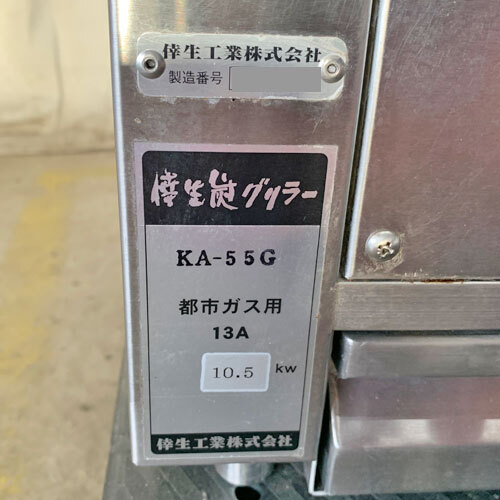 倖生工業株式会社
製造番号
倖生炭グリラー
KA-55G
都市ガス用
13A
10.5 kw
倖生工業株式会社